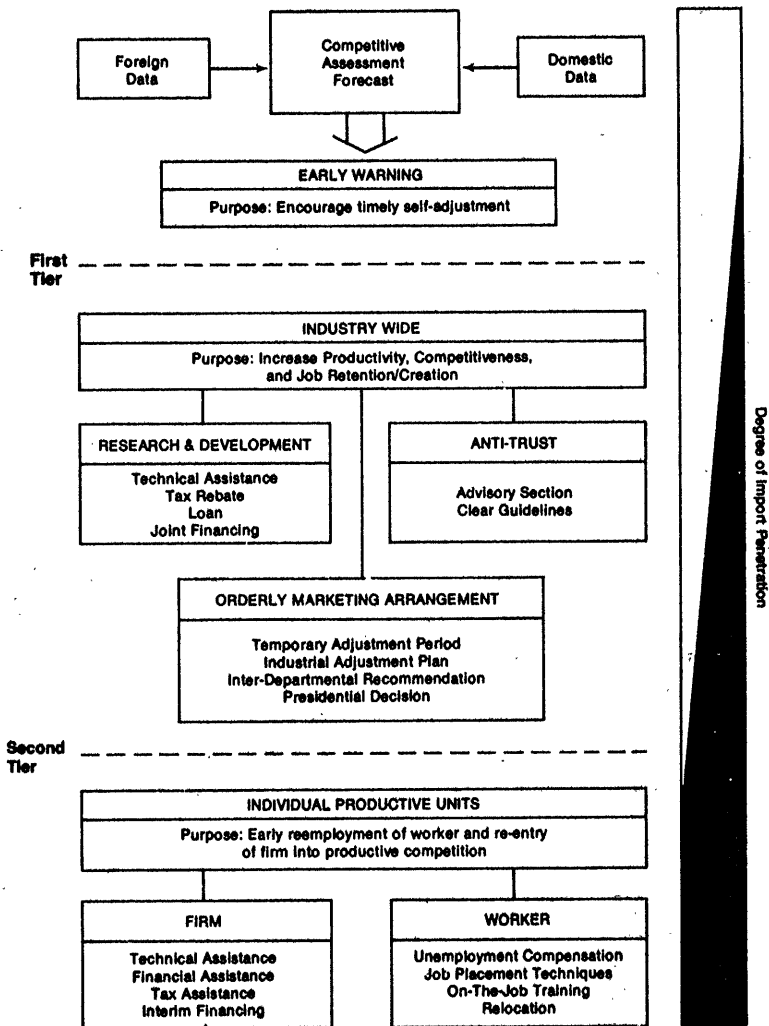 Foreign
Data
Competitive
Assessment
Forecast
Domestic
Data
EARLY WARNING
Purpose: Encourage timely self-adjustment
First
Tier
INDUSTRY WIDE
Purpose: Increase Productivity, Competitiveness,
and Job Retention/Creation
RESEARCH & DEVELOPMENT
Technical Assistance
Tax Rebate
Loan
Joint Financing
ANTI-TRUST
Advisory Section
Clear Guidelines
ORDERLY MARKETING ARRANGEMENT
Temporary Adjustment Period
Industrial Adjustment Plan
Inter-Departmental Recommendation
Presidential Decision
Second
Tier
INDIVIDUAL PRODUCTIVE UNITS
Purpose: Early reemployment of worker and re-entry
of firm into productive competition
FIRM
Technical Assistance
Financial Assistance
Tax Assistance
Interim Financing
WORKER
Unemployment Compensation
Job Placement Techniques
On-The-Job Training
Relocation
Degree of Import Penetration